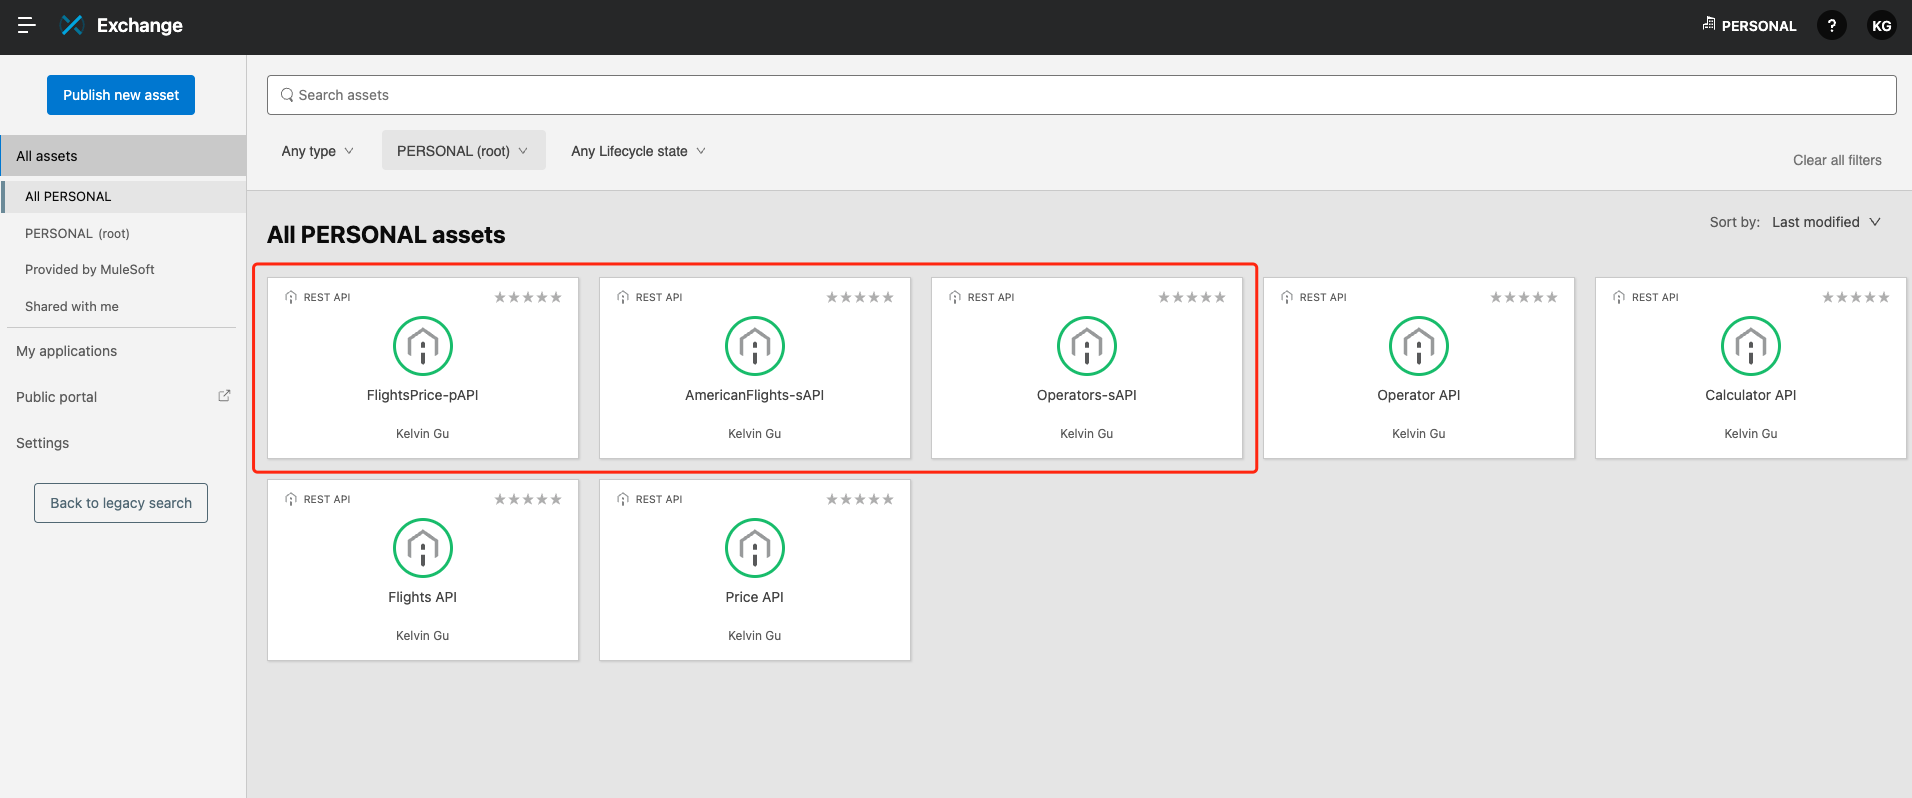 Exchange
PERSONAL
?
KG
Publish new asset
All assets
All PERSONAL
PERSONAL (root)
Provided by MuleSoft
Shared with me
My applications
Public portal
Settings
Back to legacy search
Search assets
Any type
PERSONAL (root)
Any Lifecycle state
Clear all filters
All PERSONAL assets
Sort by: Last modified
REST API
FlightsPrice-pAPI
Kelvin Gu
REST API
AmericanFlights-sAPI
Kelvin Gu
REST API
Operators-sAPI
Kelvin Gu
REST API
Operator API
Kelvin Gu
REST API
Calculator API
Kelvin Gu
REST API
Flights API
Kelvin Gu
REST API
Price API
Kelvin Gu